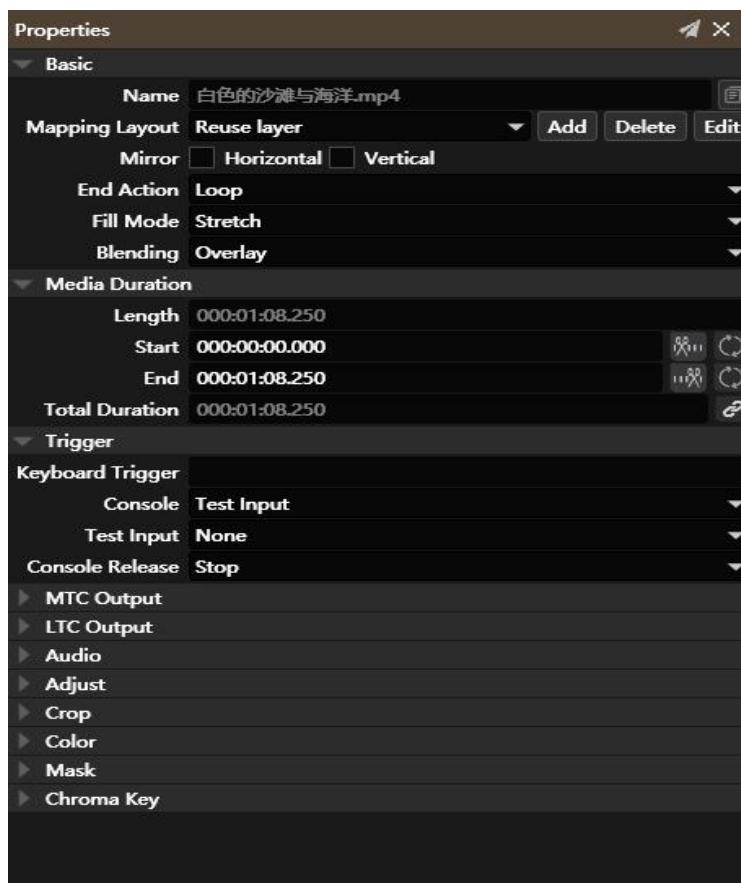 Properties
Basic
Name 白色的沙滩与海洋.mp4
Mapping Layout Reuse layer Add Delete Edit
Mirror Horizontal Vertical
End Action Loop
Fill Mode Stretch
Blending Overlay
Media Duration
Length 000:01:08.250
Start 000:00:00.000
End 000:01:08.250
Total Duration 000:01:08.250
Trigger
Keyboard Trigger
Console Test Input
Test Input None
Console Release Stop
MTC Output
LTC Output
Audio
Adjust
Crop
Color
Mask
Chroma Key